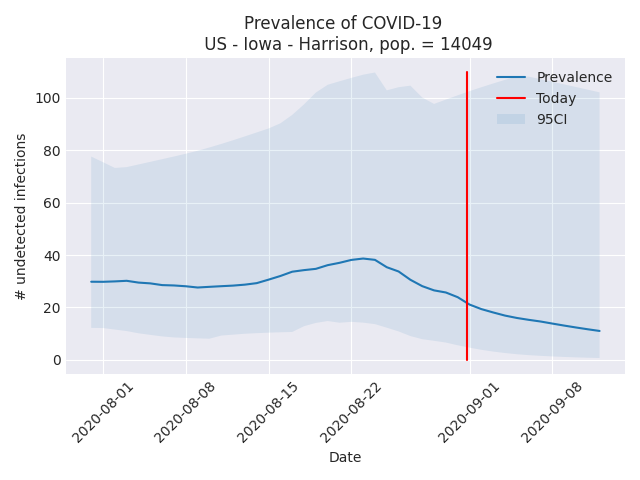 Prevalence of COVID-19
US - Iowa - Harrison, pop. = 14049
Prevalence
Today
95CI
# undetected infections
100
80
60
40
20
0
2020-08-01
2020-08-08
2020-08-15
2020-08-22
2020-09-01
2020-09-08
Date